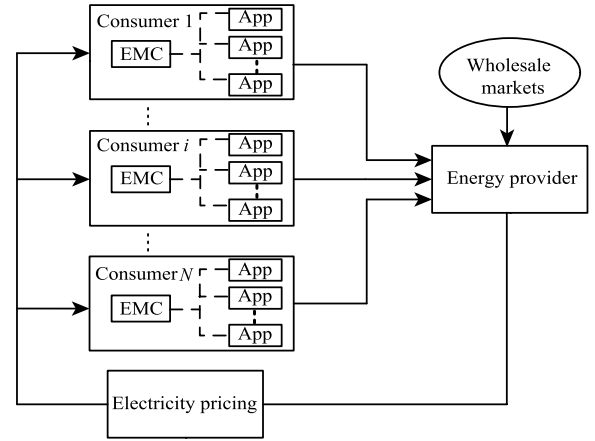 Consumer 1
App
EMC
App
App
Wholesale
markets
Consumer i
App
EMC
App
App
Energy provider
Consumer N
App
EMC
App
App
Electricity pricing